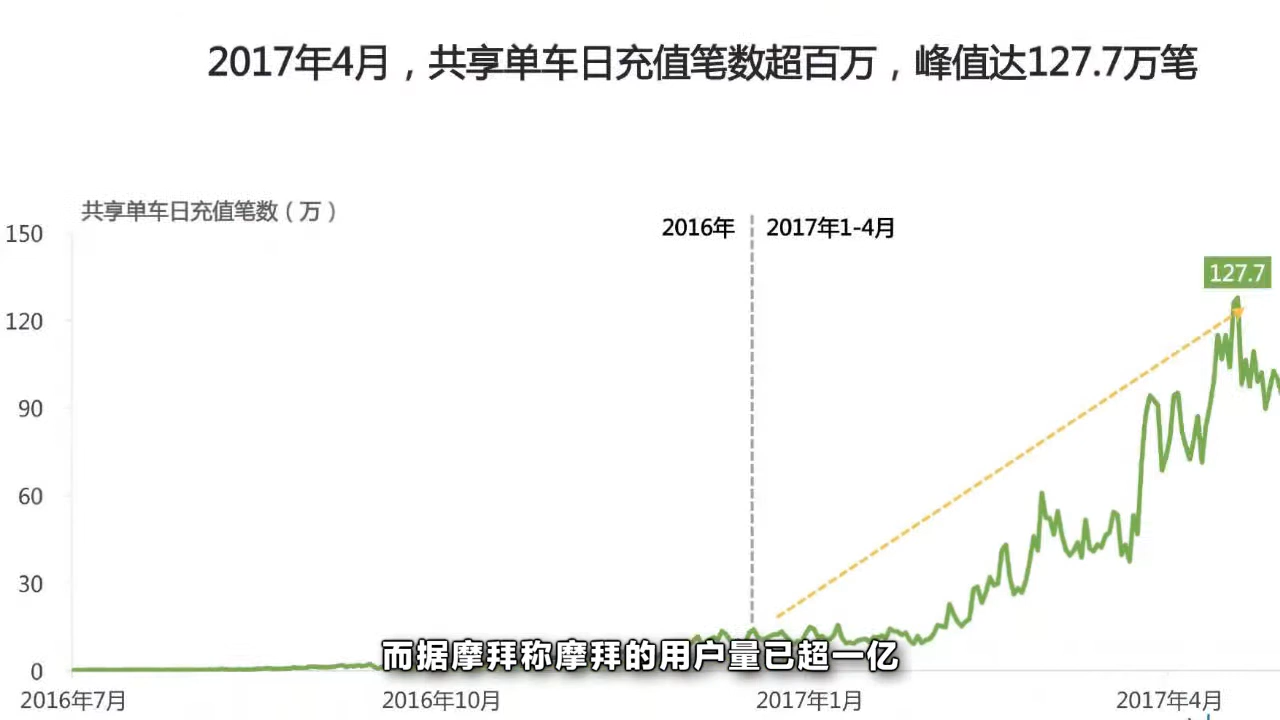 2017年4月，共享单车日充值笔数超百万，峰值达127.7万笔
共享单车日充值笔数（万）
2016年
2017年1-4月
150
127.7
120
90
60
30
0
而据摩拜称摩拜的用户量已超一亿
2016年7月
2016年10月
2017年1月
2017年4月